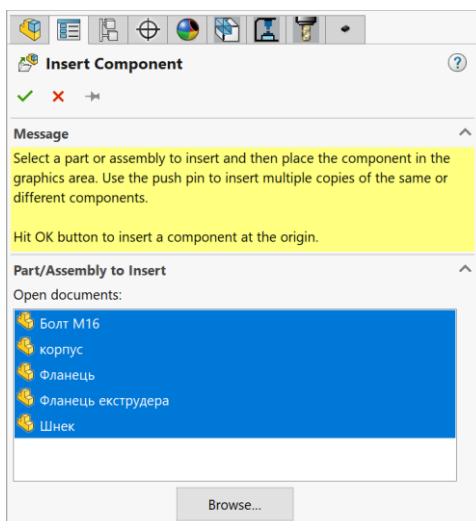 Insert Component
?
Message
Select a part or assembly to insert and then place the component in the
graphics area. Use the push pin to insert multiple copies of the same or
different components.
Hit OK button to insert a component at the origin.
Part/Assembly to Insert
Open documents:
Болт М16
корпус
Фланець
Фланець екструдера
Шнек
Browse...